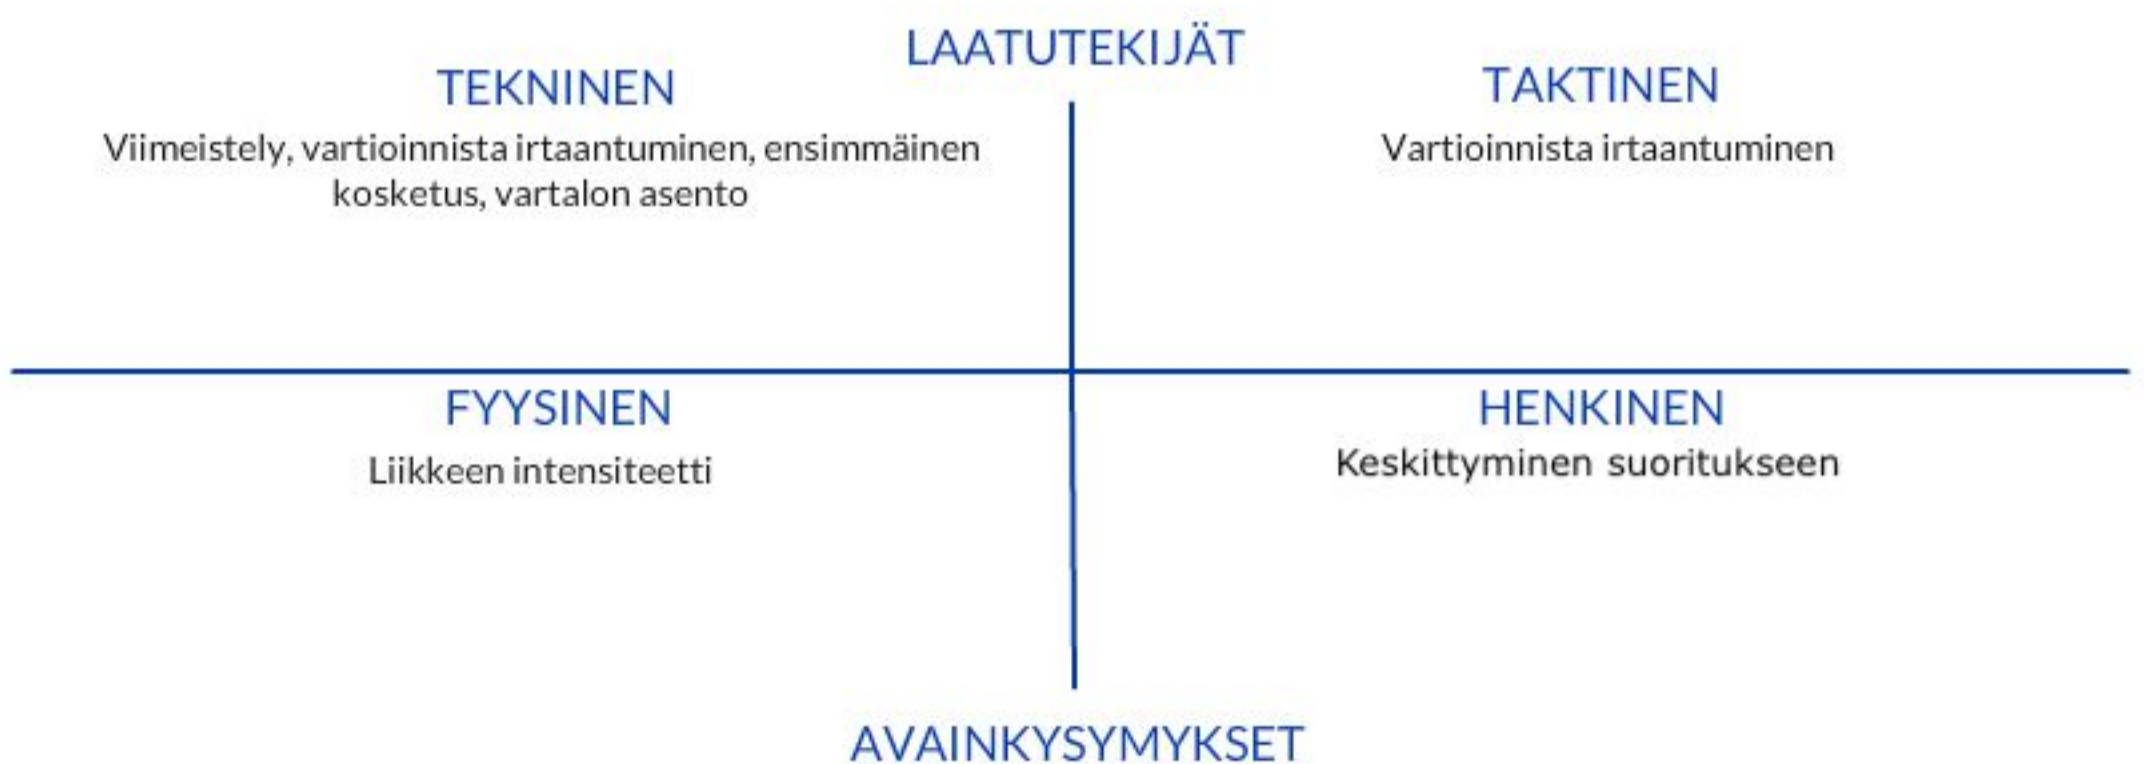 LAATUTEKIJÄT
TEKNINEN
Viimeistely, vartioinnista irtaantuminen, ensimmäinen
kosketus, vartalon asento
TAKTINEN
Vartioinnista irtaantuminen
FYYSINEN
Liikkeen intensiteetti
HENKINEN
Keskittyminen suoritukseen
AVAINKYSYMYKSET